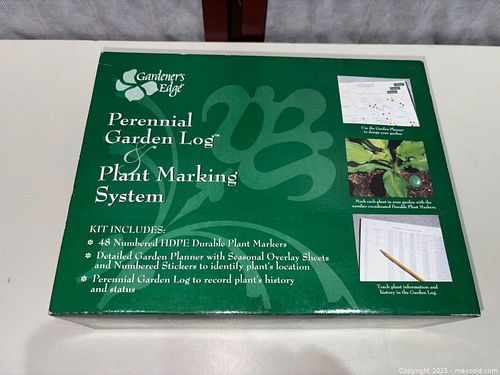 Gardener's
Edge
Perennial
Garden Log™
&
Plant Marking
System
KIT INCLUDES:
48 Numbered HDPE Durable Plant Markers
Detailed Garden Planner with Seasonal Overlay Sheets
and Numbered Stickers to identify plant's location
Perennial Garden Log to record plant's history
and status
Use the Garden Planner
to design your garden.
Mark each plant in your garden with the
number coordinated Durable Plant Markers.
Track plant information and
history in the Garden Log.
Copyright 2025 - maxsold.com